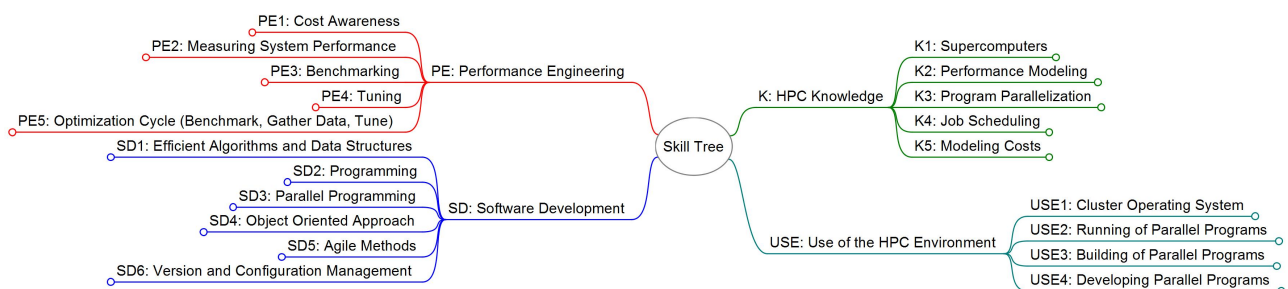 PE1: Cost Awareness
PE2: Measuring System Performance
PE3: Benchmarking
PE: Performance Engineering
PE4: Tuning
PE5: Optimization Cycle (Benchmark, Gather Data, Tune)
SD1: Efficient Algorithms and Data Structures
SD2: Programming
SD3: Parallel Programming
SD: Software Development
SD4: Object Oriented Approach
SD5: Agile Methods
SD6: Version and Configuration Management
Skill Tree
K1: Supercomputers
K2: Performance Modeling
K: HPC Knowledge
K3: Program Parallelization
K4: Job Scheduling
K5: Modeling Costs
USE1: Cluster Operating System
USE2: Running of Parallel Programs
USE: Use of the HPC Environment
USE3: Building of Parallel Programs
USE4: Developing Parallel Programs